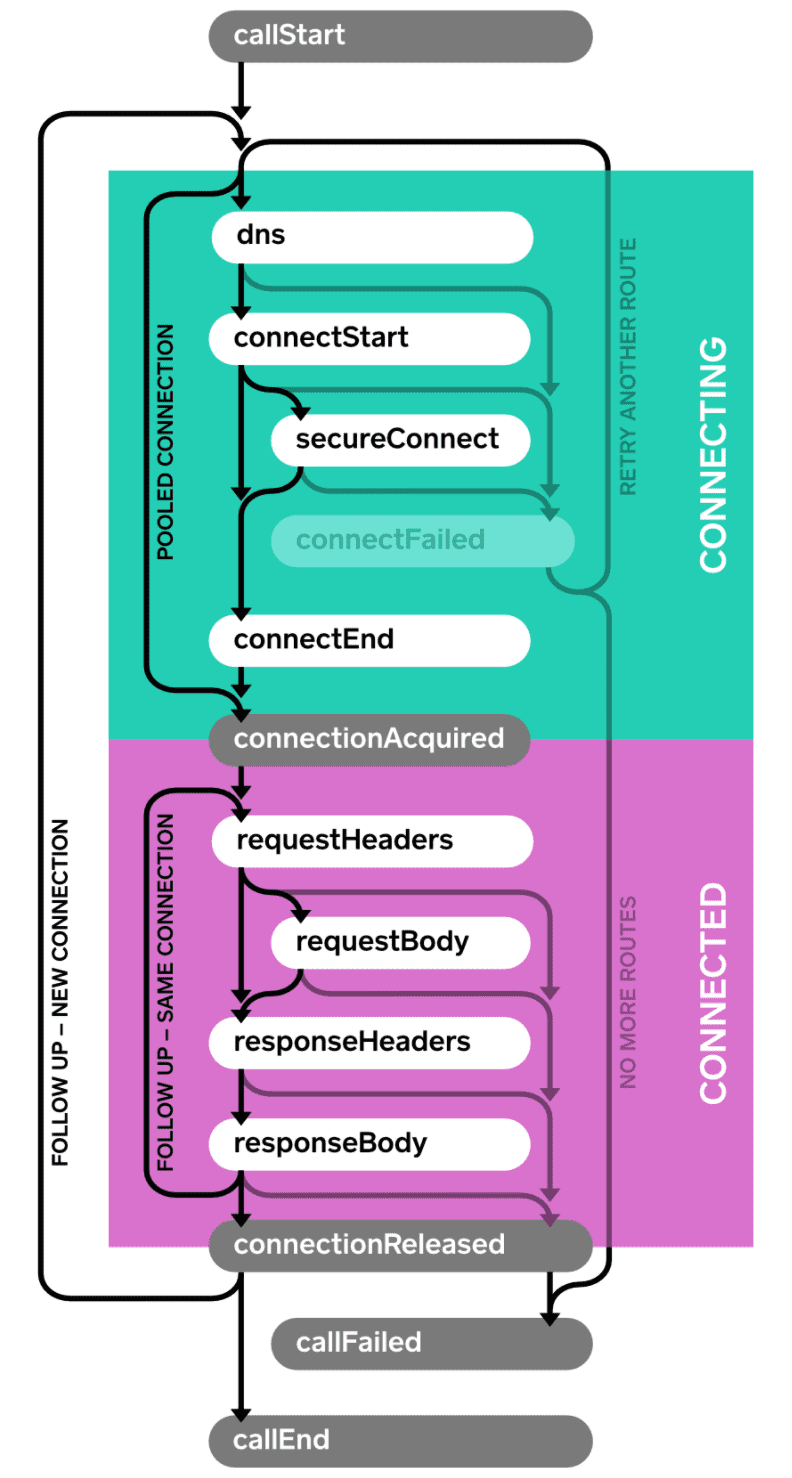 callStart
dns
connectStart
secureConnect
connectFailed
connectEnd
connectionAcquired
POOLED CONNECTION
RETRY ANOTHER ROUTE
CONNECTING
requestHeaders
requestBody
responseHeaders
responseBody
connectionReleased
FOLLOW UP – NEW CONNECTION
FOLLOW UP – SAME CONNECTION
NO MORE ROUTES
CONNECTED
callFailed
callEnd